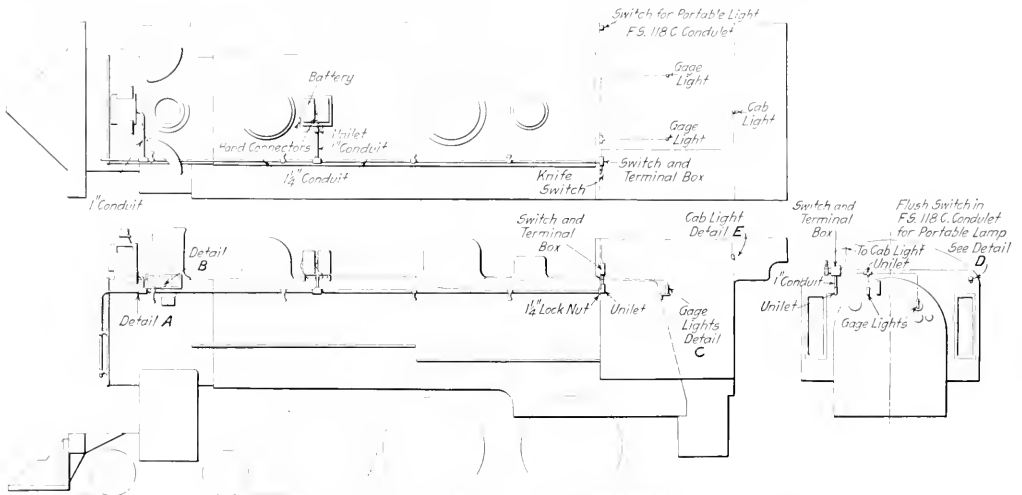 Switch for Portable Light
F.S. 118 C Condulet
Gage
Light
Battery
Cab
Light
Unilet
1" Conduit
Gage
Light
Hand Connectors
1¼" Conduit
Switch and
Terminal Box
Knife
Switch
1" Conduit
Switch and
Terminal
Box
Cab Light
Detail E
Switch and
Terminal
Box
Flush Switch in
F.S. 118 C. Condulet
for Portable Lamp
See Detail
D
Detail
B
To Cab Light
Unilet
1" Conduit
Unilet
Detail A
1¼" Lock Nut
Unilet
Gage
Lights
Detail
C
Gage Lights